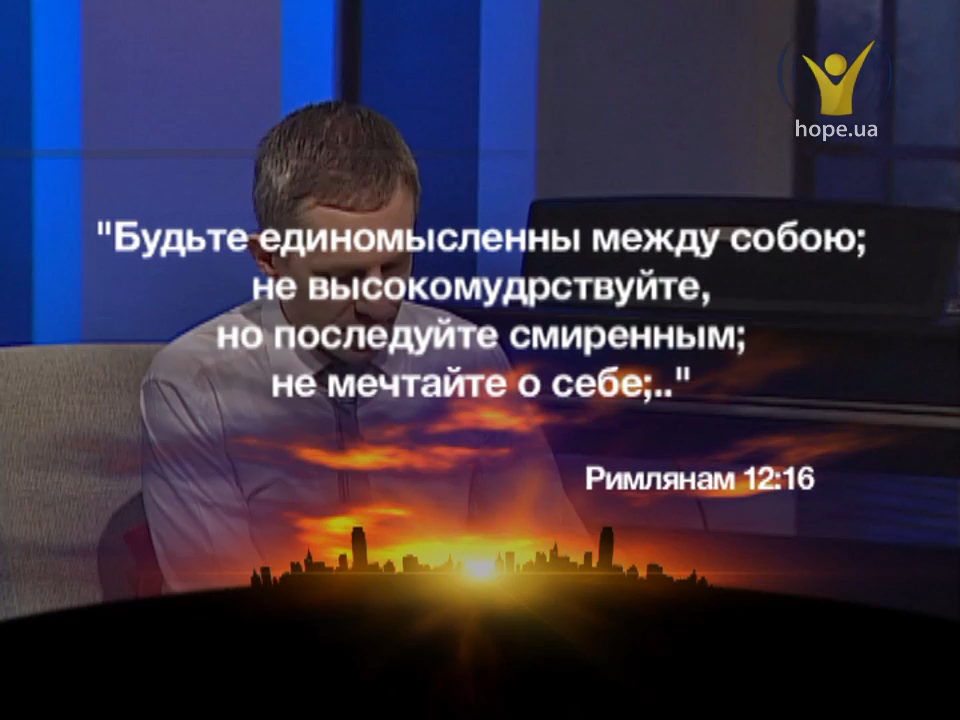 hope.ua
"Будьте единомысленны между собою;
не высокомудрствуйте,
но последуйте смиренным;
не мечтайте о себе;.."
Римлянам 12:16